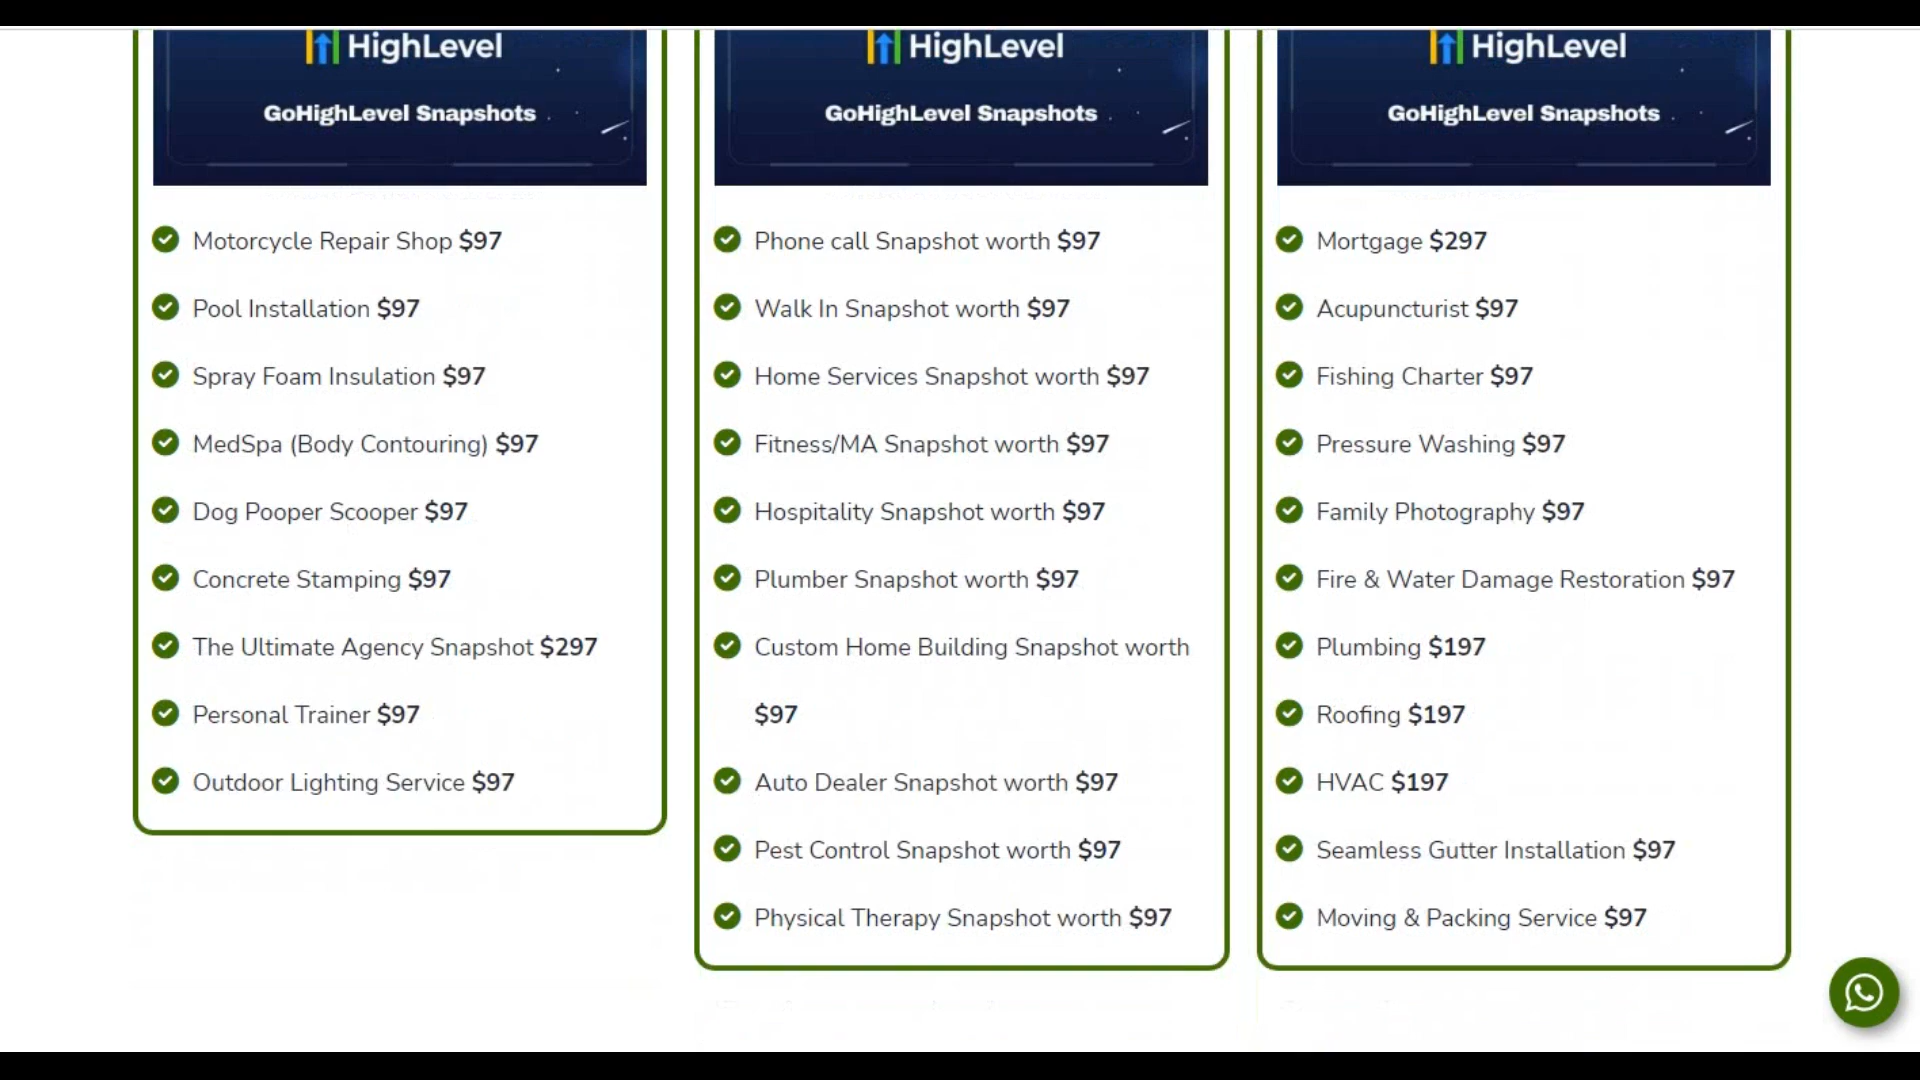 HighLevel
GoHighLevel Snapshots
Motorcycle Repair Shop $97
Pool Installation $97
Spray Foam Insulation $97
MedSpa (Body Contouring) $97
Dog Pooper Scooper $97
Concrete Stamping $97
The Ultimate Agency Snapshot $297
Personal Trainer $97
Outdoor Lighting Service $97
HighLevel
GoHighLevel Snapshots
Phone call Snapshot worth $97
Walk In Snapshot worth $97
Home Services Snapshot worth $97
Fitness/MA Snapshot worth $97
Hospitality Snapshot worth $97
Plumber Snapshot worth $97
Custom Home Building Snapshot worth
$97
Auto Dealer Snapshot worth $97
Pest Control Snapshot worth $97
Physical Therapy Snapshot worth $97
HighLevel
GoHighLevel Snapshots
Mortgage $297
Acupuncturist $97
Fishing Charter $97
Pressure Washing $97
Family Photography $97
Fire & Water Damage Restoration $97
Plumbing $197
Roofing $197
HVAC $197
Seamless Gutter Installation $97
Moving & Packing Service $97